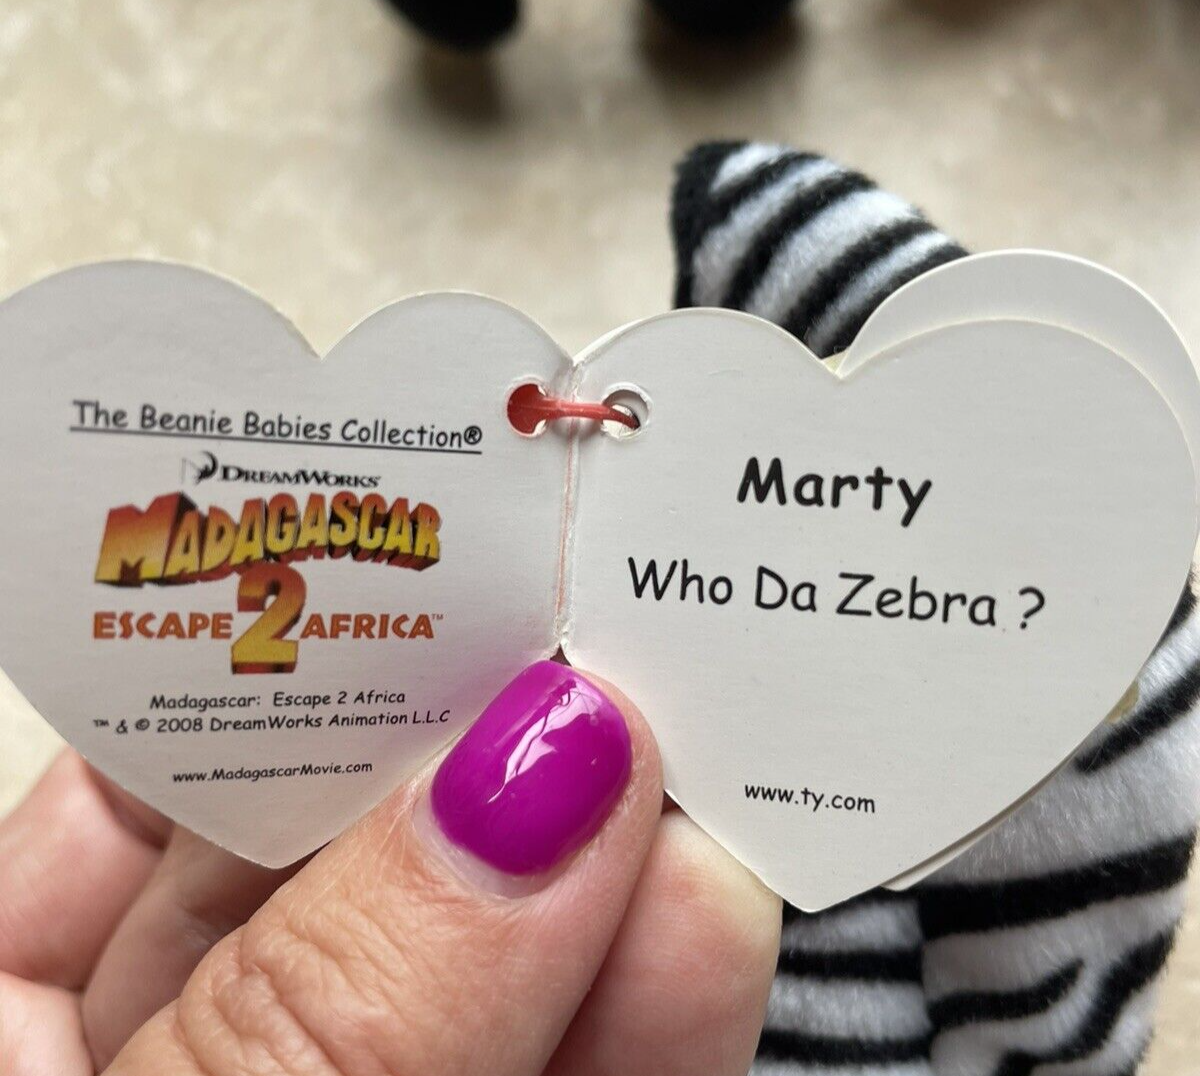 The Beanie Babies Collection®
DREAMWORKS
MADAGASCAR
ESCAPE 2 AFRICA™
Madagascar: Escape 2 Africa
™ & © 2008 DreamWorks Animation L.L.C
www.MadagascarMovie.com
Marty
Who Da Zebra ?
www.ty.com